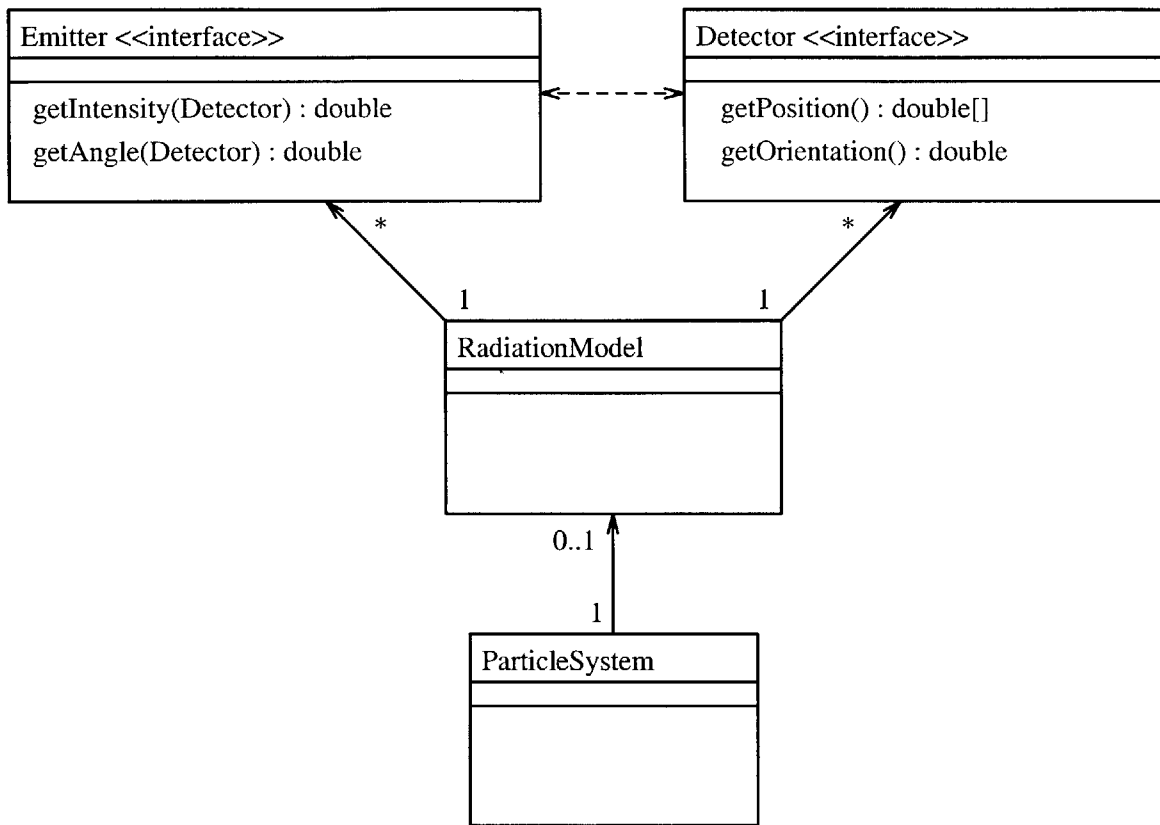 Emitter <<interface>>
getIntensity(Detector) : double
getAngle(Detector) : double
Detector <<interface>>
getPosition() : double[]
getOrientation() : double
*
*
1
1
RadiationModel
0..1
1
ParticleSystem